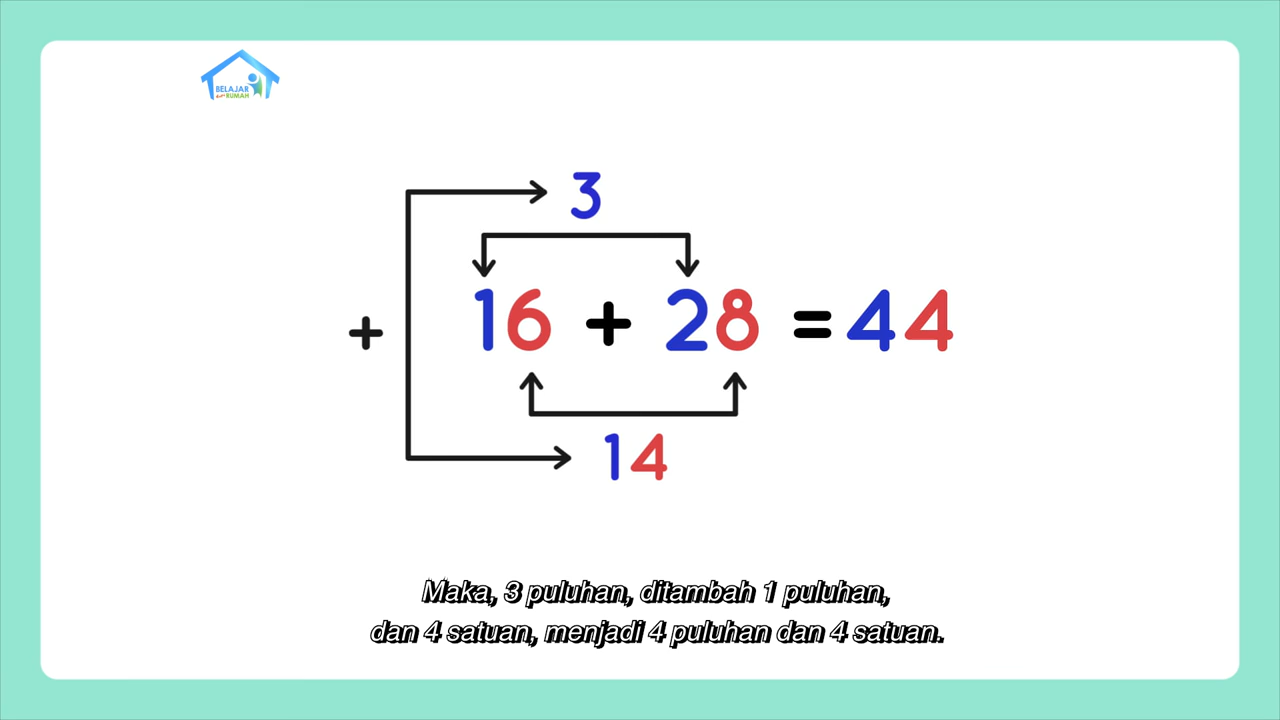 BELAJAR
dari RUMAH
3
16 + 28 = 44
+
14
Maka, 3 puluhan, ditambah 1 puluhan,
dan 4 satuan, menjadi 4 puluhan dan 4 satuan.